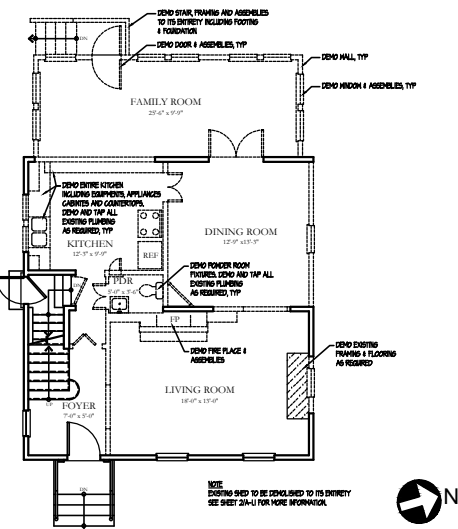 DEMO STAIR, FRAMING AND ASSEMBLIES
TO ITS ENTIRETY INCLUDING FOOTING
& FOUNDATION
DN
DEMO DOOR & ASSEMBLIES, TYP
DEMO WALL, TYP
DEMO WINDOW & ASSEMBLIES, TYP
FAMILY ROOM
25'-6" x 9'-9"
DEMO ENTIRE KITCHEN
INCLUDING EQUIPMENTS, APPLIANCES
CABINTES AND COUNTERTOPS.
DEMO AND TAP ALL
EXISTING PLUMBING
AS REQUIRED, TYP
KITCHEN
12'-3" x 9'-9"
REF
DINING ROOM
12'-9" x13'-3"
DEMO POWDER ROOM
FIXTURES. DEMO AND TAP ALL
EXISTING PLUMBING
AS REQUIRED, TYP
DN
PDR
5'-0" x 3'-6"
FP
DEMO FIRE PLACE &
ASSEMBLIES
DEMO EXISTING
FRAMING & FLOORING
AS REQUIRED
LIVING ROOM
18'-0" x 13'-0"
UP
FOYER
7'-0" x 5'-0"
DN
NOTE
EXISTING SHED TO BE DEMOLISHED TO ITS ENTIRETY
SEE SHEET 2/A-1.1 FOR MORE INFORMATION.
N